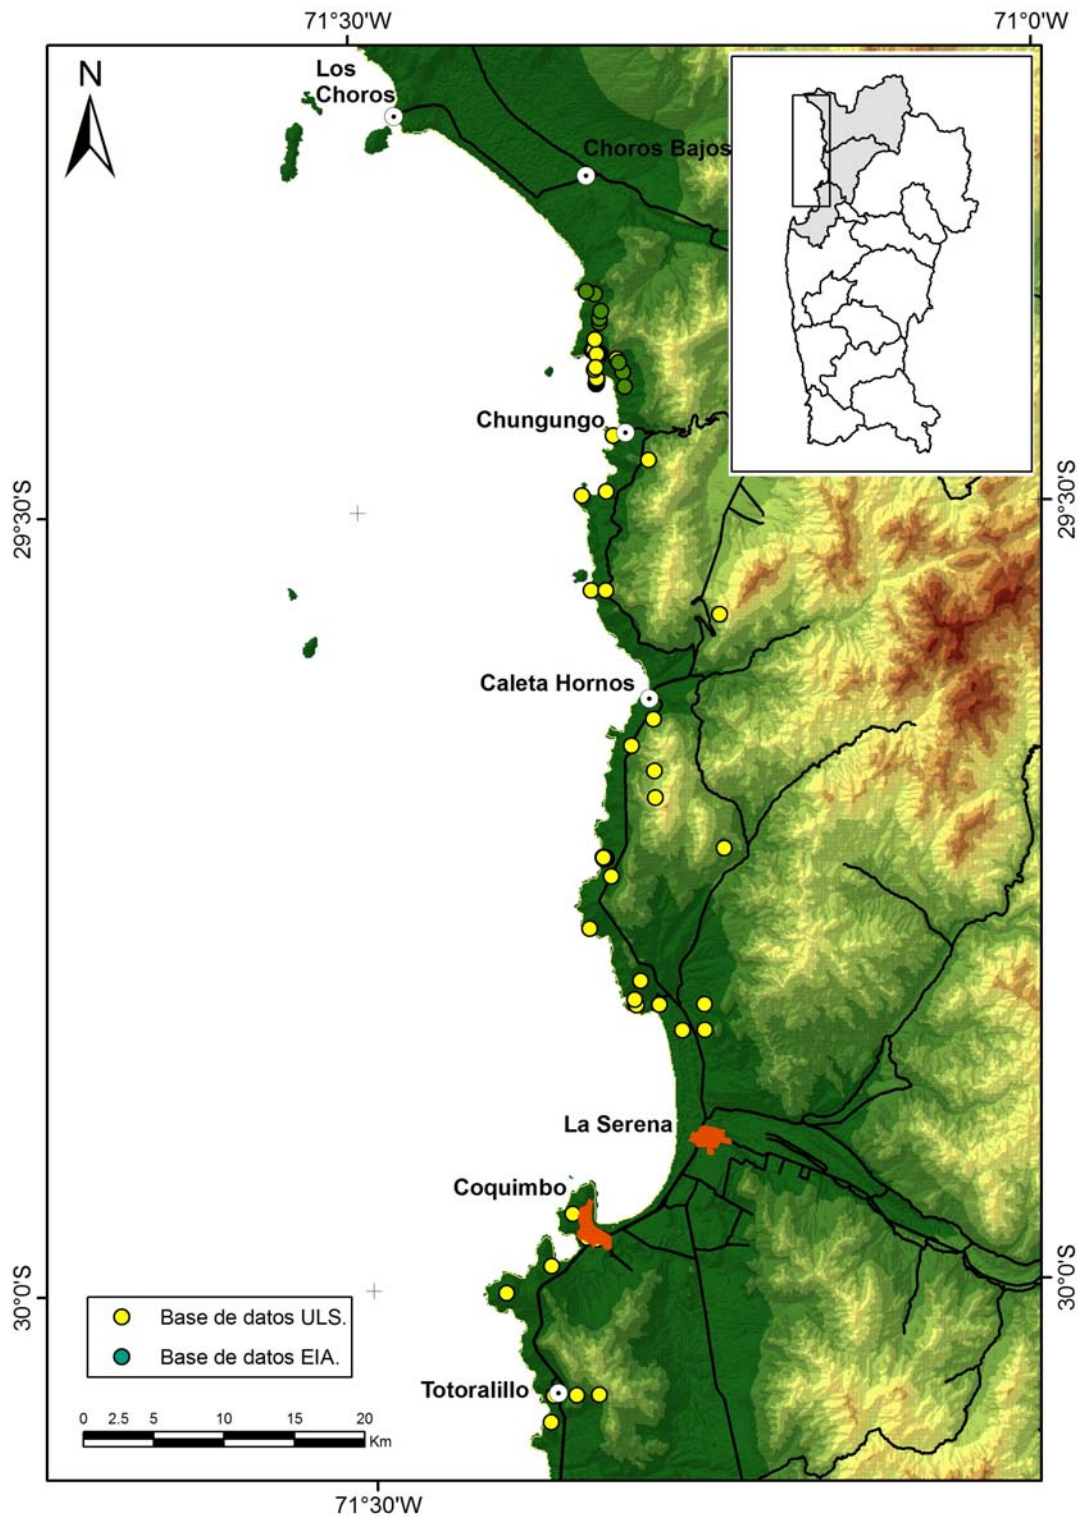 71°30'W
71°0'W
N
Los
Choros
Choros Bajos
Chungungo
29°30'S
29°30'S
Caleta Hornos
La Serena
Coquimbo
30°0'S
30°0'S
Base de datos ULS.
Base de datos EIA.
Totoralillo
0 2.5 5 10 15 20
Km
71°30'W
71°0'W